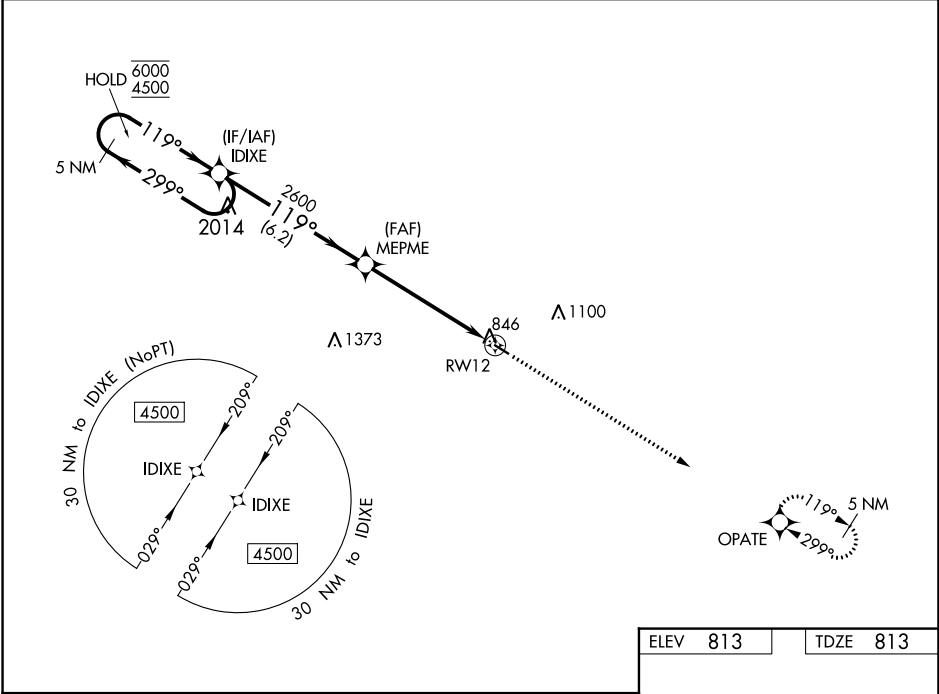 HOLD 6000
4500
119°
(IF/IAF)
IDIXE
5 NM
299°
2014
2600
119°
(6.2)
(FAF)
MEPME
1373
846
1100
RW12
30 NM to IDIXE (NoPT)
4500
209°
IDIXE
029°
209°
IDIXE
4500
029°
30 NM to IDIXE
119°
5 NM
OPATE
299°
ELEV 813
TDZE 813